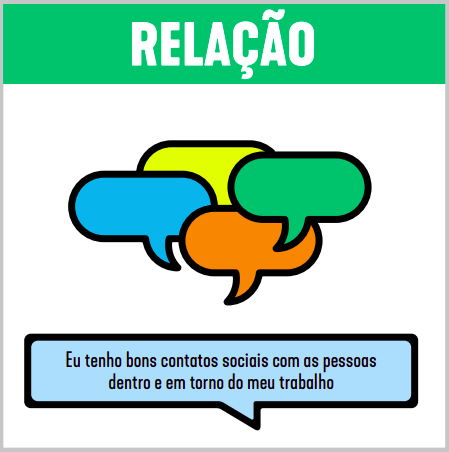 RELAÇÃO
Eu tenho bons contatos sociais com as pessoas
dentro e em torno do meu trabalho